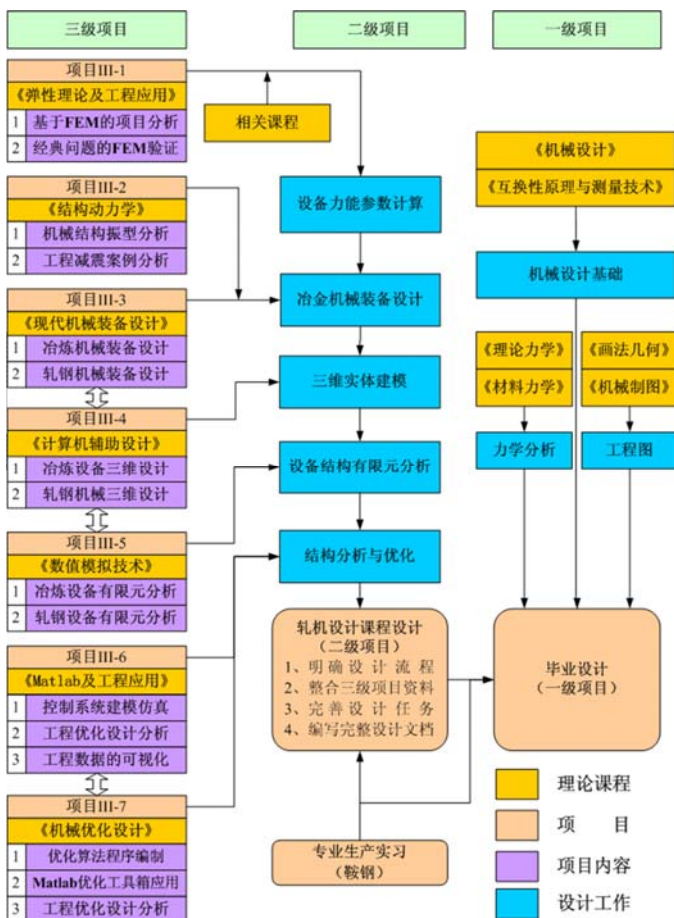 三级项目
二级项目
一级项目
项目III-1
《弹性理论及工程应用》
1 基于FEM的项目分析
2 经典问题的FEM验证
项目III-2
《结构动力学》
1 机械结构振型分析
2 工程减震案例分析
项目III-3
《现代机械装备设计》
1 冶炼机械装备设计
2 轧钢机械装备设计
项目III-4
《计算机辅助设计》
1 冶炼设备三维设计
2 轧钢机械三维设计
项目III-5
《数值模拟技术》
1 冶炼设备有限元分析
2 轧钢设备有限元分析
项目III-6
《Matlab及工程应用》
1 控制系统建模仿真
2 工程优化设计分析
3 工程数据的可视化
项目III-7
《机械优化设计》
1 优化算法程序编制
2 Matlab优化工具箱应用
3 工程优化设计分析
相关课程
设备力能参数计算
冶金机械装备设计
三维实体建模
设备结构有限元分析
结构分析与优化
轧机设计课程设计
(二级项目)
1、明确设计流程
2、整合三级项目资料
3、完善设计任务
4、编写完整设计文档
专业生产实习
(鞍钢)
《机械设计》
《互换性原理与测量技术》
机械设计基础
《理论力学》
《材料力学》
力学分析
《画法几何》
《机械制图》
工程图
毕业设计
(一级项目)
理论课程
项 目
项目内容
设计工作